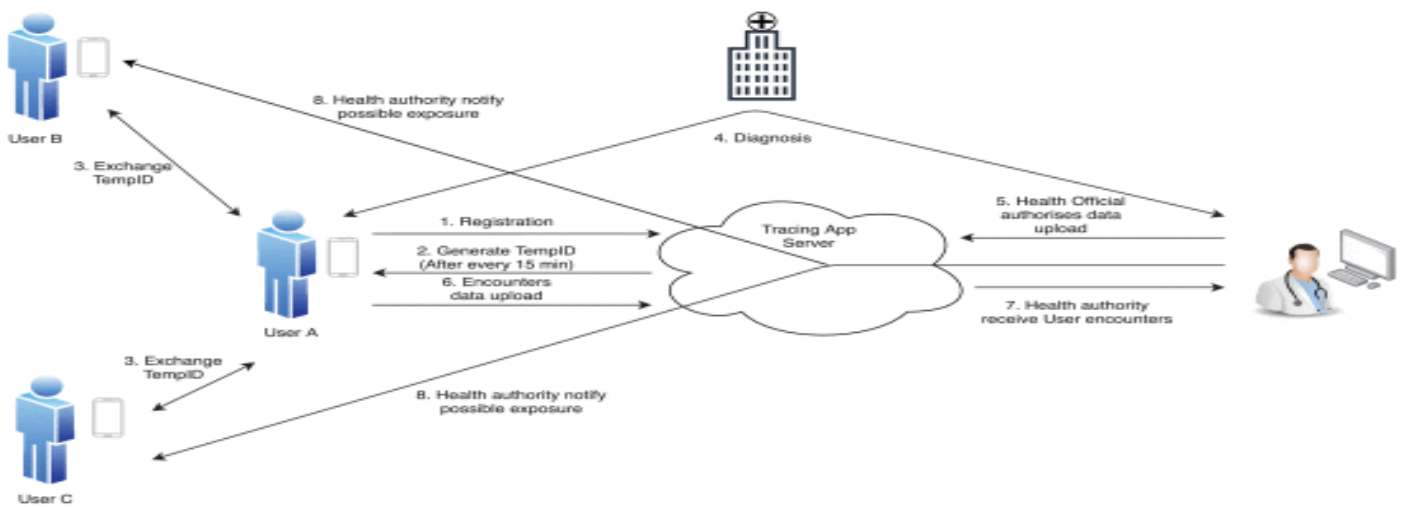 User B
8. Health authority notify
possible exposure
4. Diagnosis
3. Exchange
TempID
1. Registration
2. Generate TempID
(After every 15 min)
6. Encounters
data upload
User A
Tracing App
Server
5. Health Official
authorises data
upload
7. Health authority
receive User encounters
3. Exchange
TempID
8. Health authority notify
possible exposure
User C